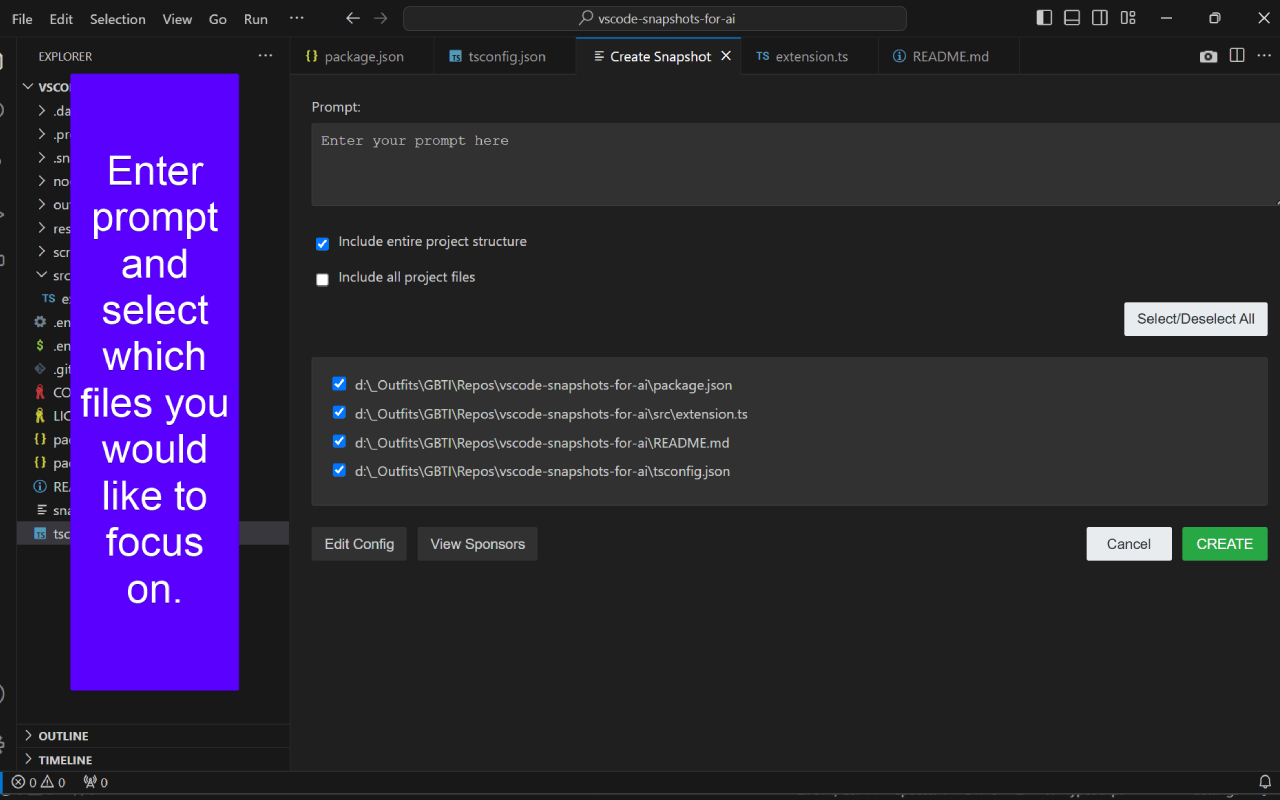 File Edit Selection View Go Run ···
vscode-snapshots-for-ai
EXPLORER
package.json
tsconfig.json
Create Snapshot
TS extension.ts
README.md
vsco
.da
.pr
.sn
no
ou
res
scr
src
TS e
.en
$ .en
.git
CO
LIC
{} pa
{} pa
REA
sna
tsc
OUTLINE
TIMELINE
Enter
prompt
and
select
which
files you
would
like to
focus
on.
Prompt:
Enter your prompt here
Include entire project structure
Include all project files
Select/Deselect All
d:\_Outfits\GBTI\Repos\vscode-snapshots-for-ai\package.json
d:\_Outfits\GBTI\Repos\vscode-snapshots-for-ai\src\extension.ts
d:\_Outfits\GBTI\Repos\vscode-snapshots-for-ai\README.md
d:\_Outfits\GBTI\Repos\vscode-snapshots-for-ai\tsconfig.json
Edit Config
View Sponsors
Cancel
CREATE
0 0 0